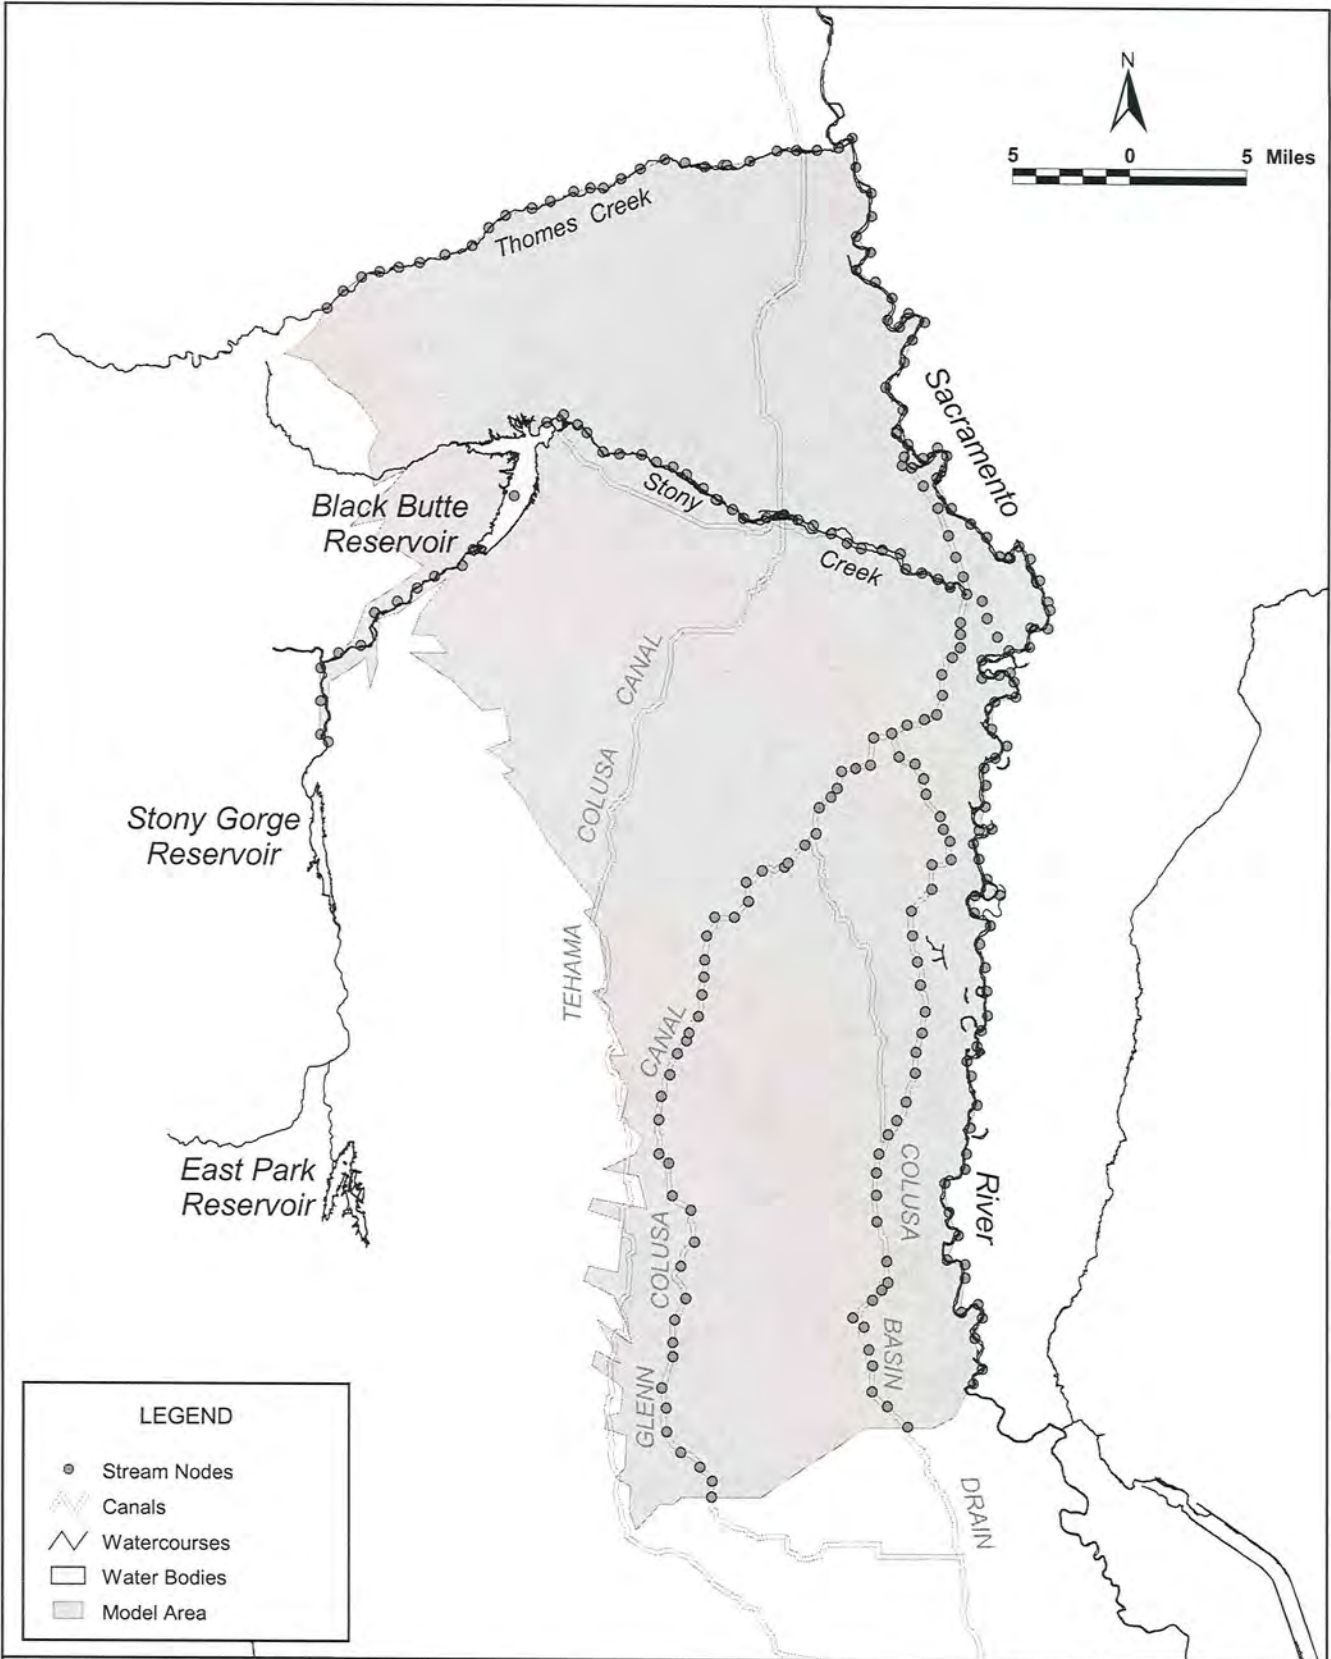 N
5 0 5 Miles
Thomes Creek
Sacramento
Black Butte
Reservoir
Stony
Creek
CANAL
COLUSA
TEHAMA
Stony Gorge
Reservoir
CANAL
COLUSA
GLENN
East Park
Reservoir
River
COLUSA
BASIN
DRAIN
LEGEND
Stream Nodes
Canals
Watercourses
Water Bodies
Model Area